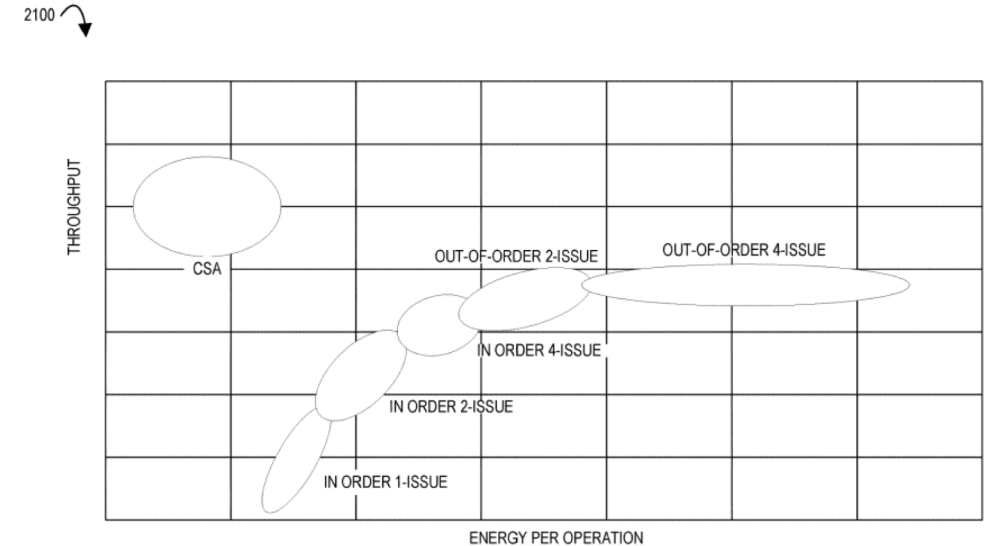 2100
THROUGHPUT
CSA
OUT-OF-ORDER 2-ISSUE
OUT-OF-ORDER 4-ISSUE
IN ORDER 4-ISSUE
IN ORDER 2-ISSUE
IN ORDER 1-ISSUE
ENERGY PER OPERATION